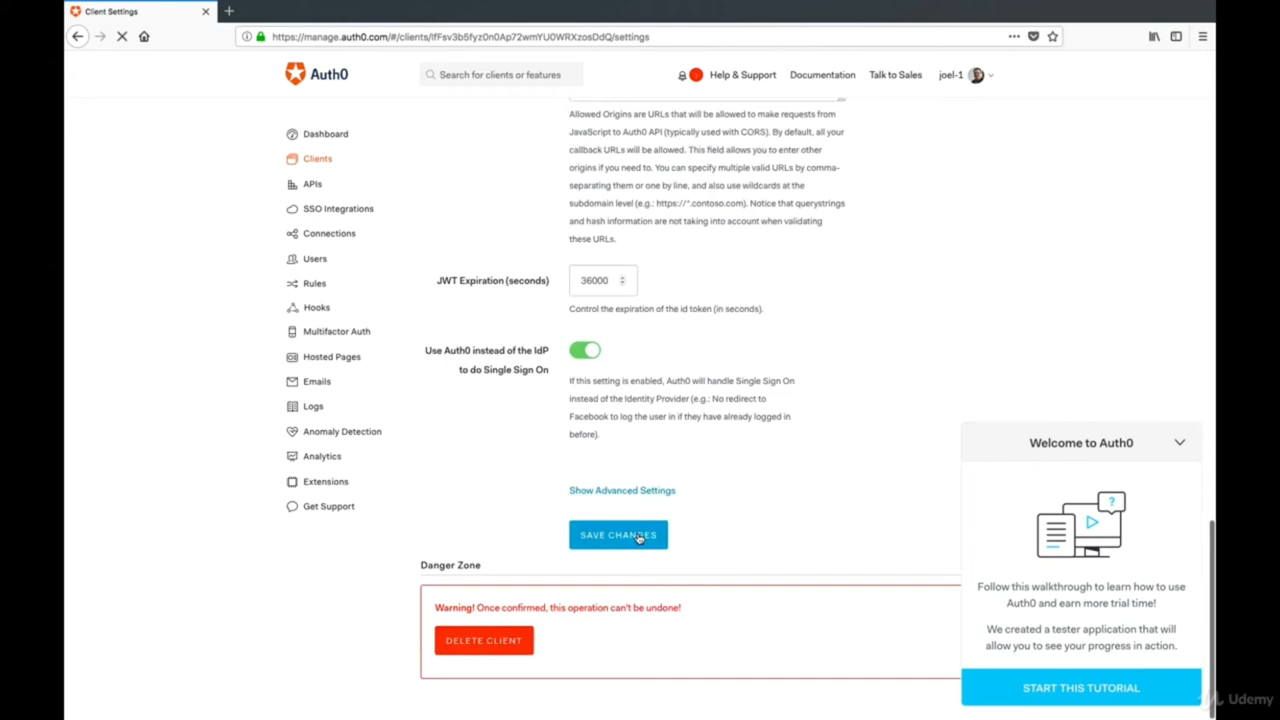 Client Settings
https://manage.auth0.com/#/clients/IfFsv3b5fyz0n0Ap72wmYU0WRXzosDdQ/settings
Auth0
Search for clients or features
Help & Support
Documentation
Talk to Sales
joel-1
Dashboard
Clients
APIs
SSO Integrations
Connections
Users
Rules
Hooks
Multifactor Auth
Hosted Pages
Emails
Logs
Anomaly Detection
Analytics
Extensions
Get Support
Allowed Origins are URLs that will be allowed to make requests from
JavaScript to Auth0 API (typically used with CORS). By default, all your
callback URLs will be allowed. This field allows you to enter other
origins if you need to. You can specify multiple valid URLs by comma-
separating them or one by line, and also use wildcards at the
subdomain level (e.g.: https://*.contoso.com). Notice that querystrings
and hash information are not taking into account when validating
these URLs.
JWT Expiration (seconds)
36000
Control the expiration of the id token (in seconds).
Use Auth0 instead of the IdP
to do Single Sign On
If this setting is enabled, Auth0 will handle Single Sign On
instead of the Identity Provider (e.g.: No redirect to
Facebook to log the user in if they have already logged in
before).
Show Advanced Settings
SAVE CHANGES
Danger Zone
Warning! Once confirmed, this operation can't be undone!
DELETE CLIENT
Welcome to Auth0
?
Follow this walkthrough to learn how to use
Auth0 and earn more trial time!
We created a tester application that will
allow you to see your progress in action.
START THIS TUTORIAL
Udemy